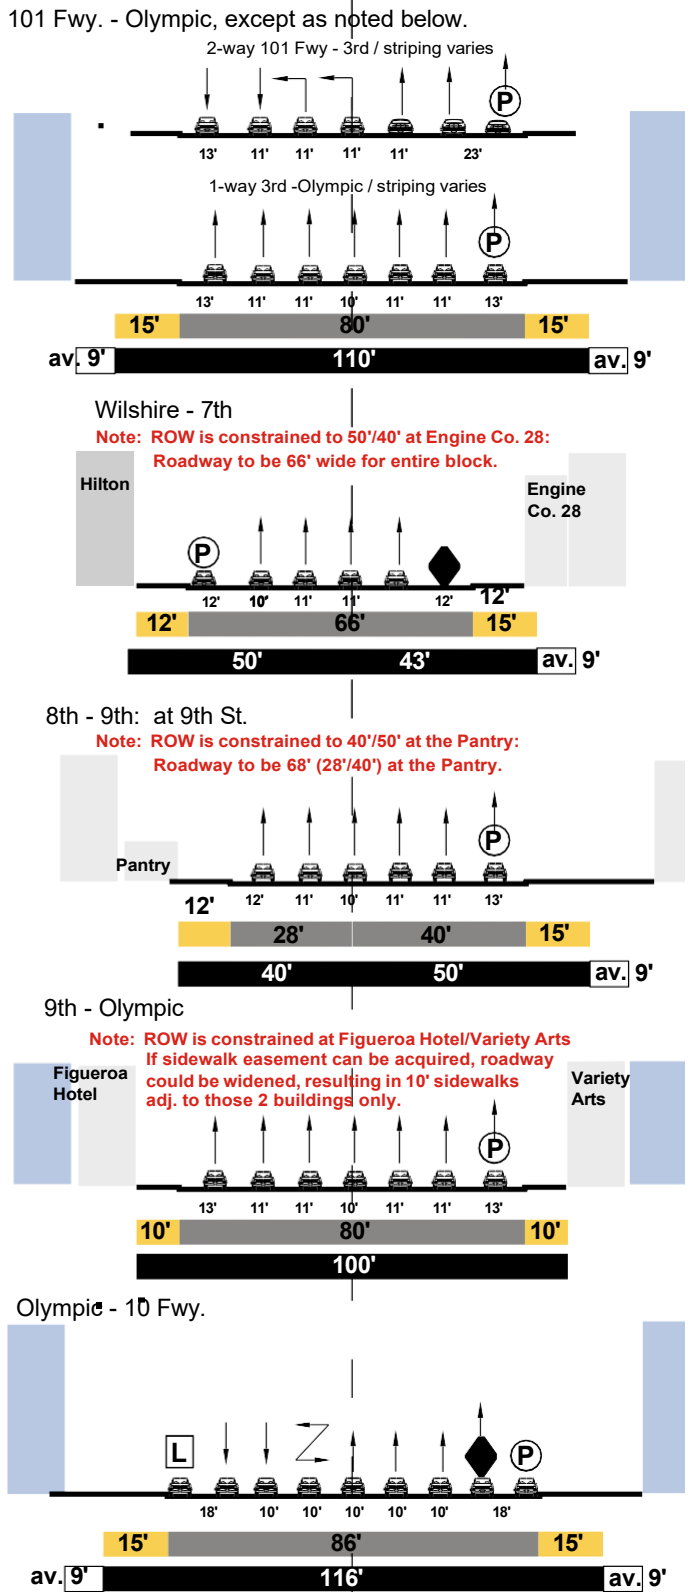 101 Fwy. - Olympic, except as noted below.
2-way 101 Fwy - 3rd / striping varies
P
13' 11' 11' 11' 11' 23'
1-way 3rd -Olympic / striping varies
P
13' 11' 11' 10' 11' 11' 13'
15' 80' 15'
av. 9' 110' av. 9'
Wilshire - 7th
Note: ROW is constrained to 50'/40' at Engine Co. 28:
Roadway to be 66' wide for entire block.
Hilton
Engine
Co. 28
P
12' 10' 11' 11' 12' 12'
12' 66' 15'
50' 43' av. 9'
8th - 9th: at 9th St.
Note: ROW is constrained to 40'/50' at the Pantry:
Roadway to be 68' (28'/40') at the Pantry.
P
Pantry
12' 12' 11' 10' 11' 11' 13'
28' 40' 15'
40' 50' av. 9'
9th - Olympic
Note: ROW is constrained at Figueroa Hotel/Variety Arts
If sidewalk easement can be acquired, roadway
could be widened, resulting in 10' sidewalks
adj. to those 2 buildings only.
Figueroa
Hotel
Variety
Arts
P
13' 11' 11' 10' 11' 11' 13'
10' 80' 10'
100'
Olympic - 10 Fwy.
L P
18' 10' 10' 10' 10' 10' 18'
15' 86' 15'
av. 9' 116' av. 9'